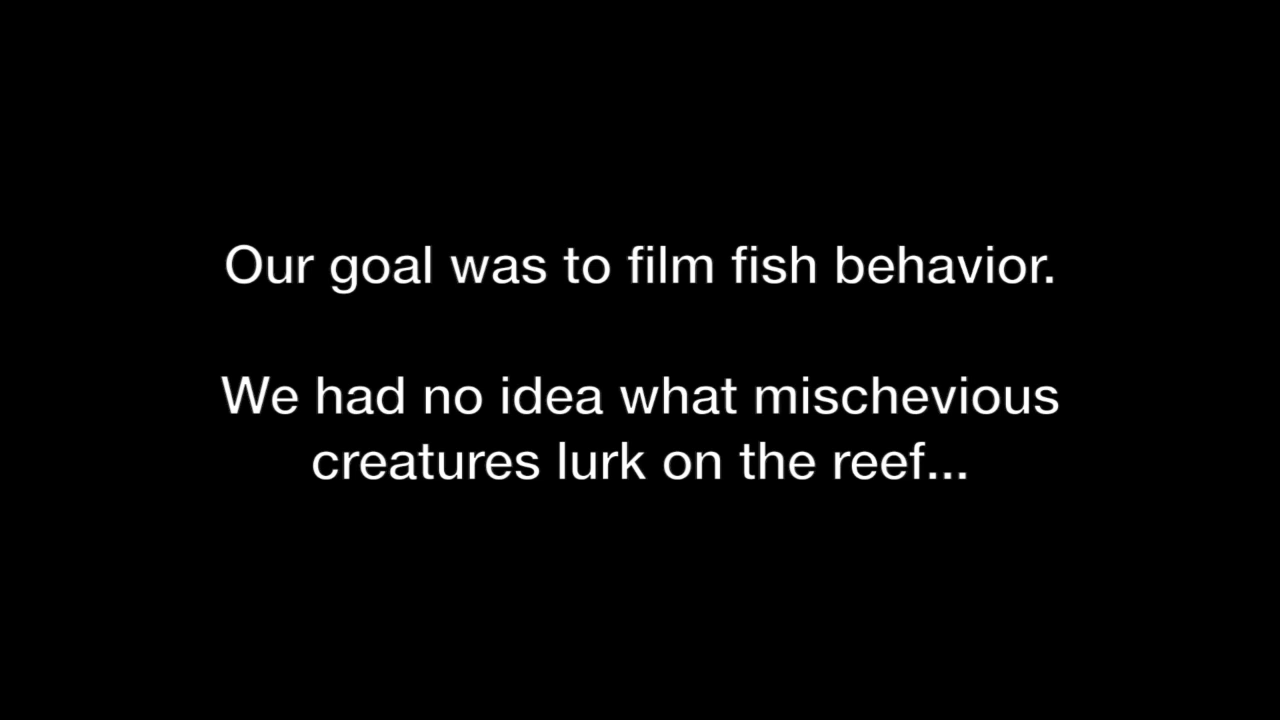 Our goal was to film fish behavior.
We had no idea what mischevious
creatures lurk on the reef...